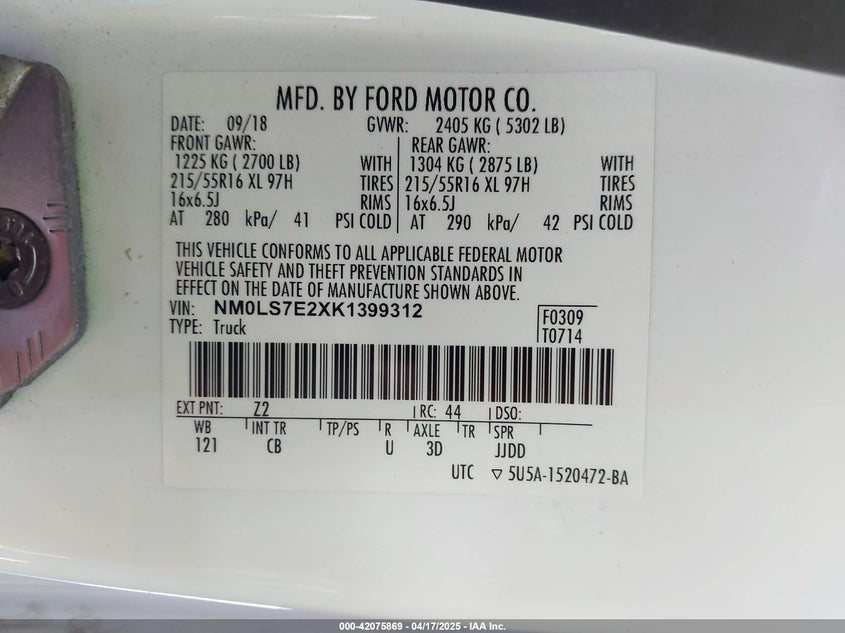 MFD. BY FORD MOTOR CO.
DATE: 09/18 GVWR: 2405 KG ( 5302 LB)
FRONT GAWR: REAR GAWR:
1225 KG ( 2700 LB) WITH 1304 KG ( 2875 LB) WITH
215/55R16 XL 97H TIRES 215/55R16 XL 97H TIRES
16x6.5J RIMS 16x6.5J RIMS
AT 280 kPa/ 41 PSI COLD AT 290 kPa/ 42 PSI COLD
THIS VEHICLE CONFORMS TO ALL APPLICABLE FEDERAL MOTOR
VEHICLE SAFETY AND THEFT PREVENTION STANDARDS IN
EFFECT ON THE DATE OF MANUFACTURE SHOWN ABOVE.
VIN: NM0LS7E2XK1399312
F0309
TYPE: Truck
T0714
EXT PNT: Z2 RC: 44 DSO:
WB INT TR TP/PS R AXLE TR SPR
121 CB U 3D JJDD
UTC ▽ 5U5A-1520472-BA
000-42075869 | 04/17/2025 - IAA Inc.